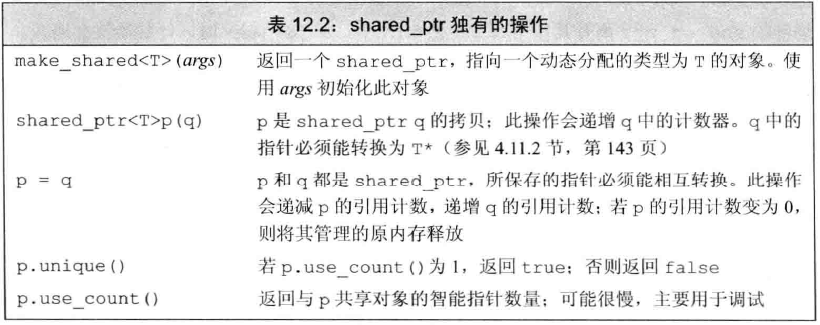 表 12.2：shared_ptr 独有的操作
make_shared<T>(args) 返回一个 shared_ptr，指向一个动态分配的类型为 T 的对象。使
用 args 初始化此对象
shared_ptr<T>p(q) p 是 shared_ptr q 的拷贝；此操作会递增 q 中的计数器。q 中的
指针必须能转换为 T*（参见 4.11.2 节，第 143 页）
p = q p 和 q 都是 shared_ptr，所保存的指针必须能相互转换。此操作
会递减 p 的引用计数，递增 q 的引用计数；若 p 的引用计数变为 0，
则将其管理的原内存释放
p.unique() 若 p.use_count()为 1，返回 true；否则返回 false
p.use_count() 返回与 p 共享对象的智能指针数量；可能很慢，主要用于调试